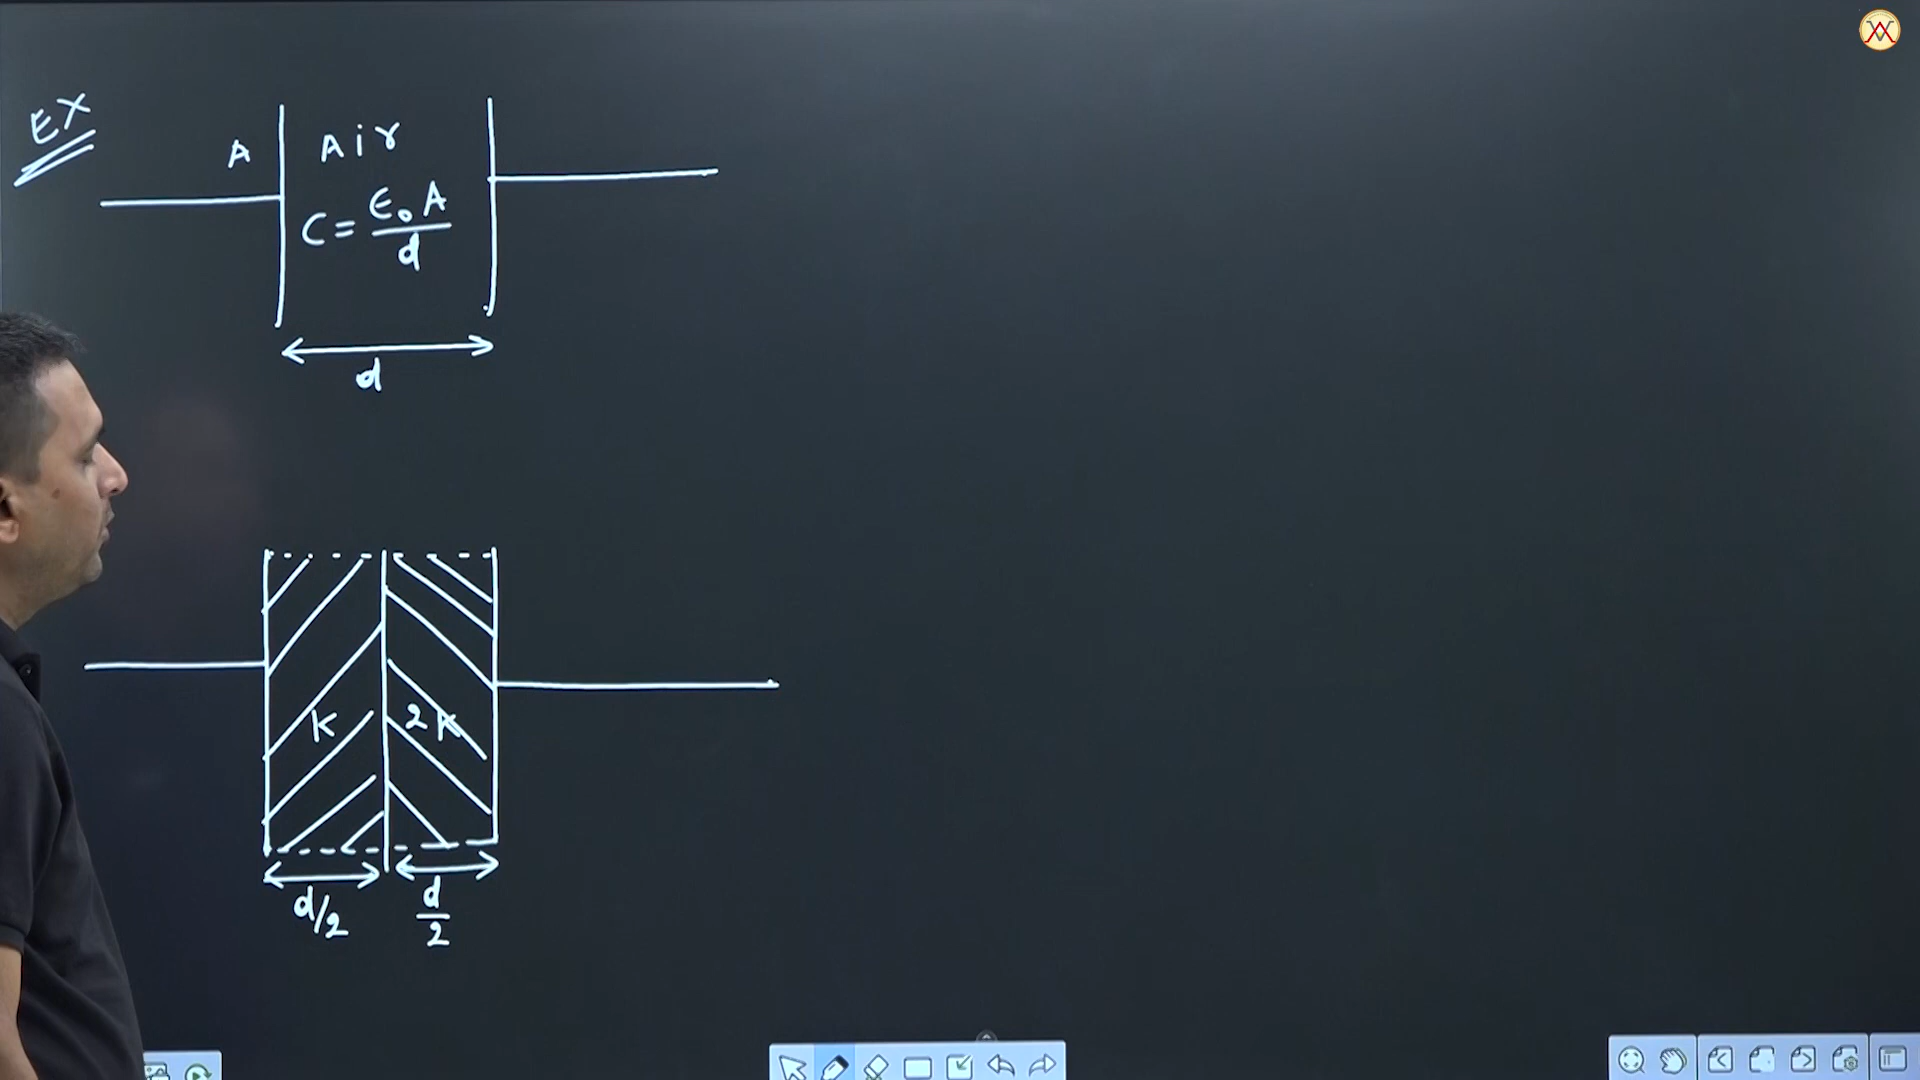 EX
A
Air
C = ε₀A/d
d
K
2K
d/2
d/2